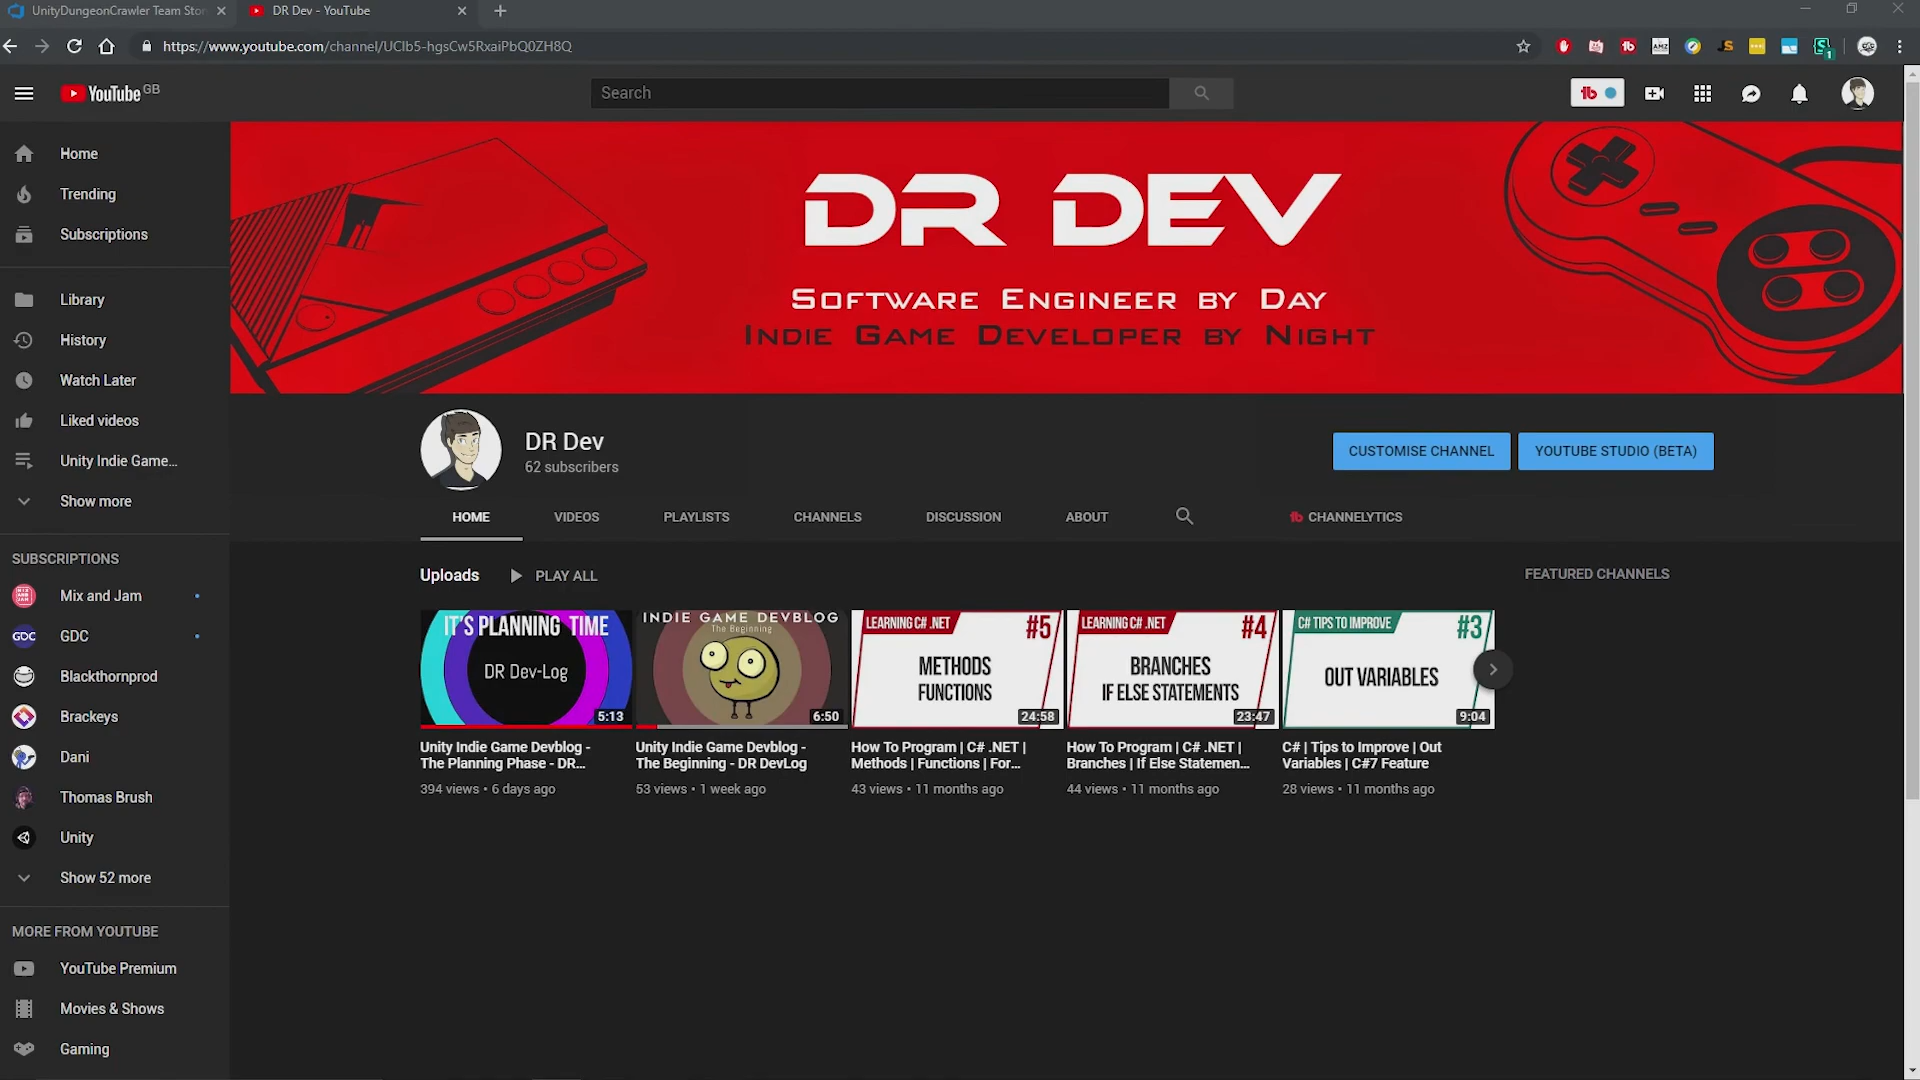 UnityDungeonCrawler Team Stor
DR Dev - YouTube
https://www.youtube.com/channel/UCIb5-hgsCw5RxaiPbQ0ZH8Q
YouTube GB
Search
Home
Trending
Subscriptions
Library
History
Watch Later
Liked videos
Unity Indie Game...
Show more
SUBSCRIPTIONS
Mix and Jam
GDC
GDC
Blackthornprod
Brackeys
Dani
Thomas Brush
Unity
Show 52 more
MORE FROM YOUTUBE
YouTube Premium
Movies & Shows
Gaming
DR DEV
SOFTWARE ENGINEER BY DAY
INDIE GAME DEVELOPER BY NIGHT
DR Dev
62 subscribers
CUSTOMISE CHANNEL
YOUTUBE STUDIO (BETA)
HOME
VIDEOS
PLAYLISTS
CHANNELS
DISCUSSION
ABOUT
CHANNELYTICS
Uploads
PLAY ALL
FEATURED CHANNELS
IT'S PLANNING TIME
DR Dev-Log
5:13
Unity Indie Game Devblog -
The Planning Phase - DR...
394 views • 6 days ago
INDIE GAME DEVBLOG
The Beginning
6:50
Unity Indie Game Devblog -
The Beginning - DR DevLog
53 views • 1 week ago
LEARNING C# .NET
#5
METHODS
FUNCTIONS
24:58
How To Program | C# .NET |
Methods | Functions | For...
43 views • 11 months ago
LEARNING C# .NET
#4
BRANCHES
IF ELSE STATEMENTS
23:47
How To Program | C# .NET |
Branches | If Else Statemen...
44 views • 11 months ago
C# TIPS TO IMPROVE
#3
OUT VARIABLES
9:04
C# | Tips to Improve | Out
Variables | C#7 Feature
28 views • 11 months ago